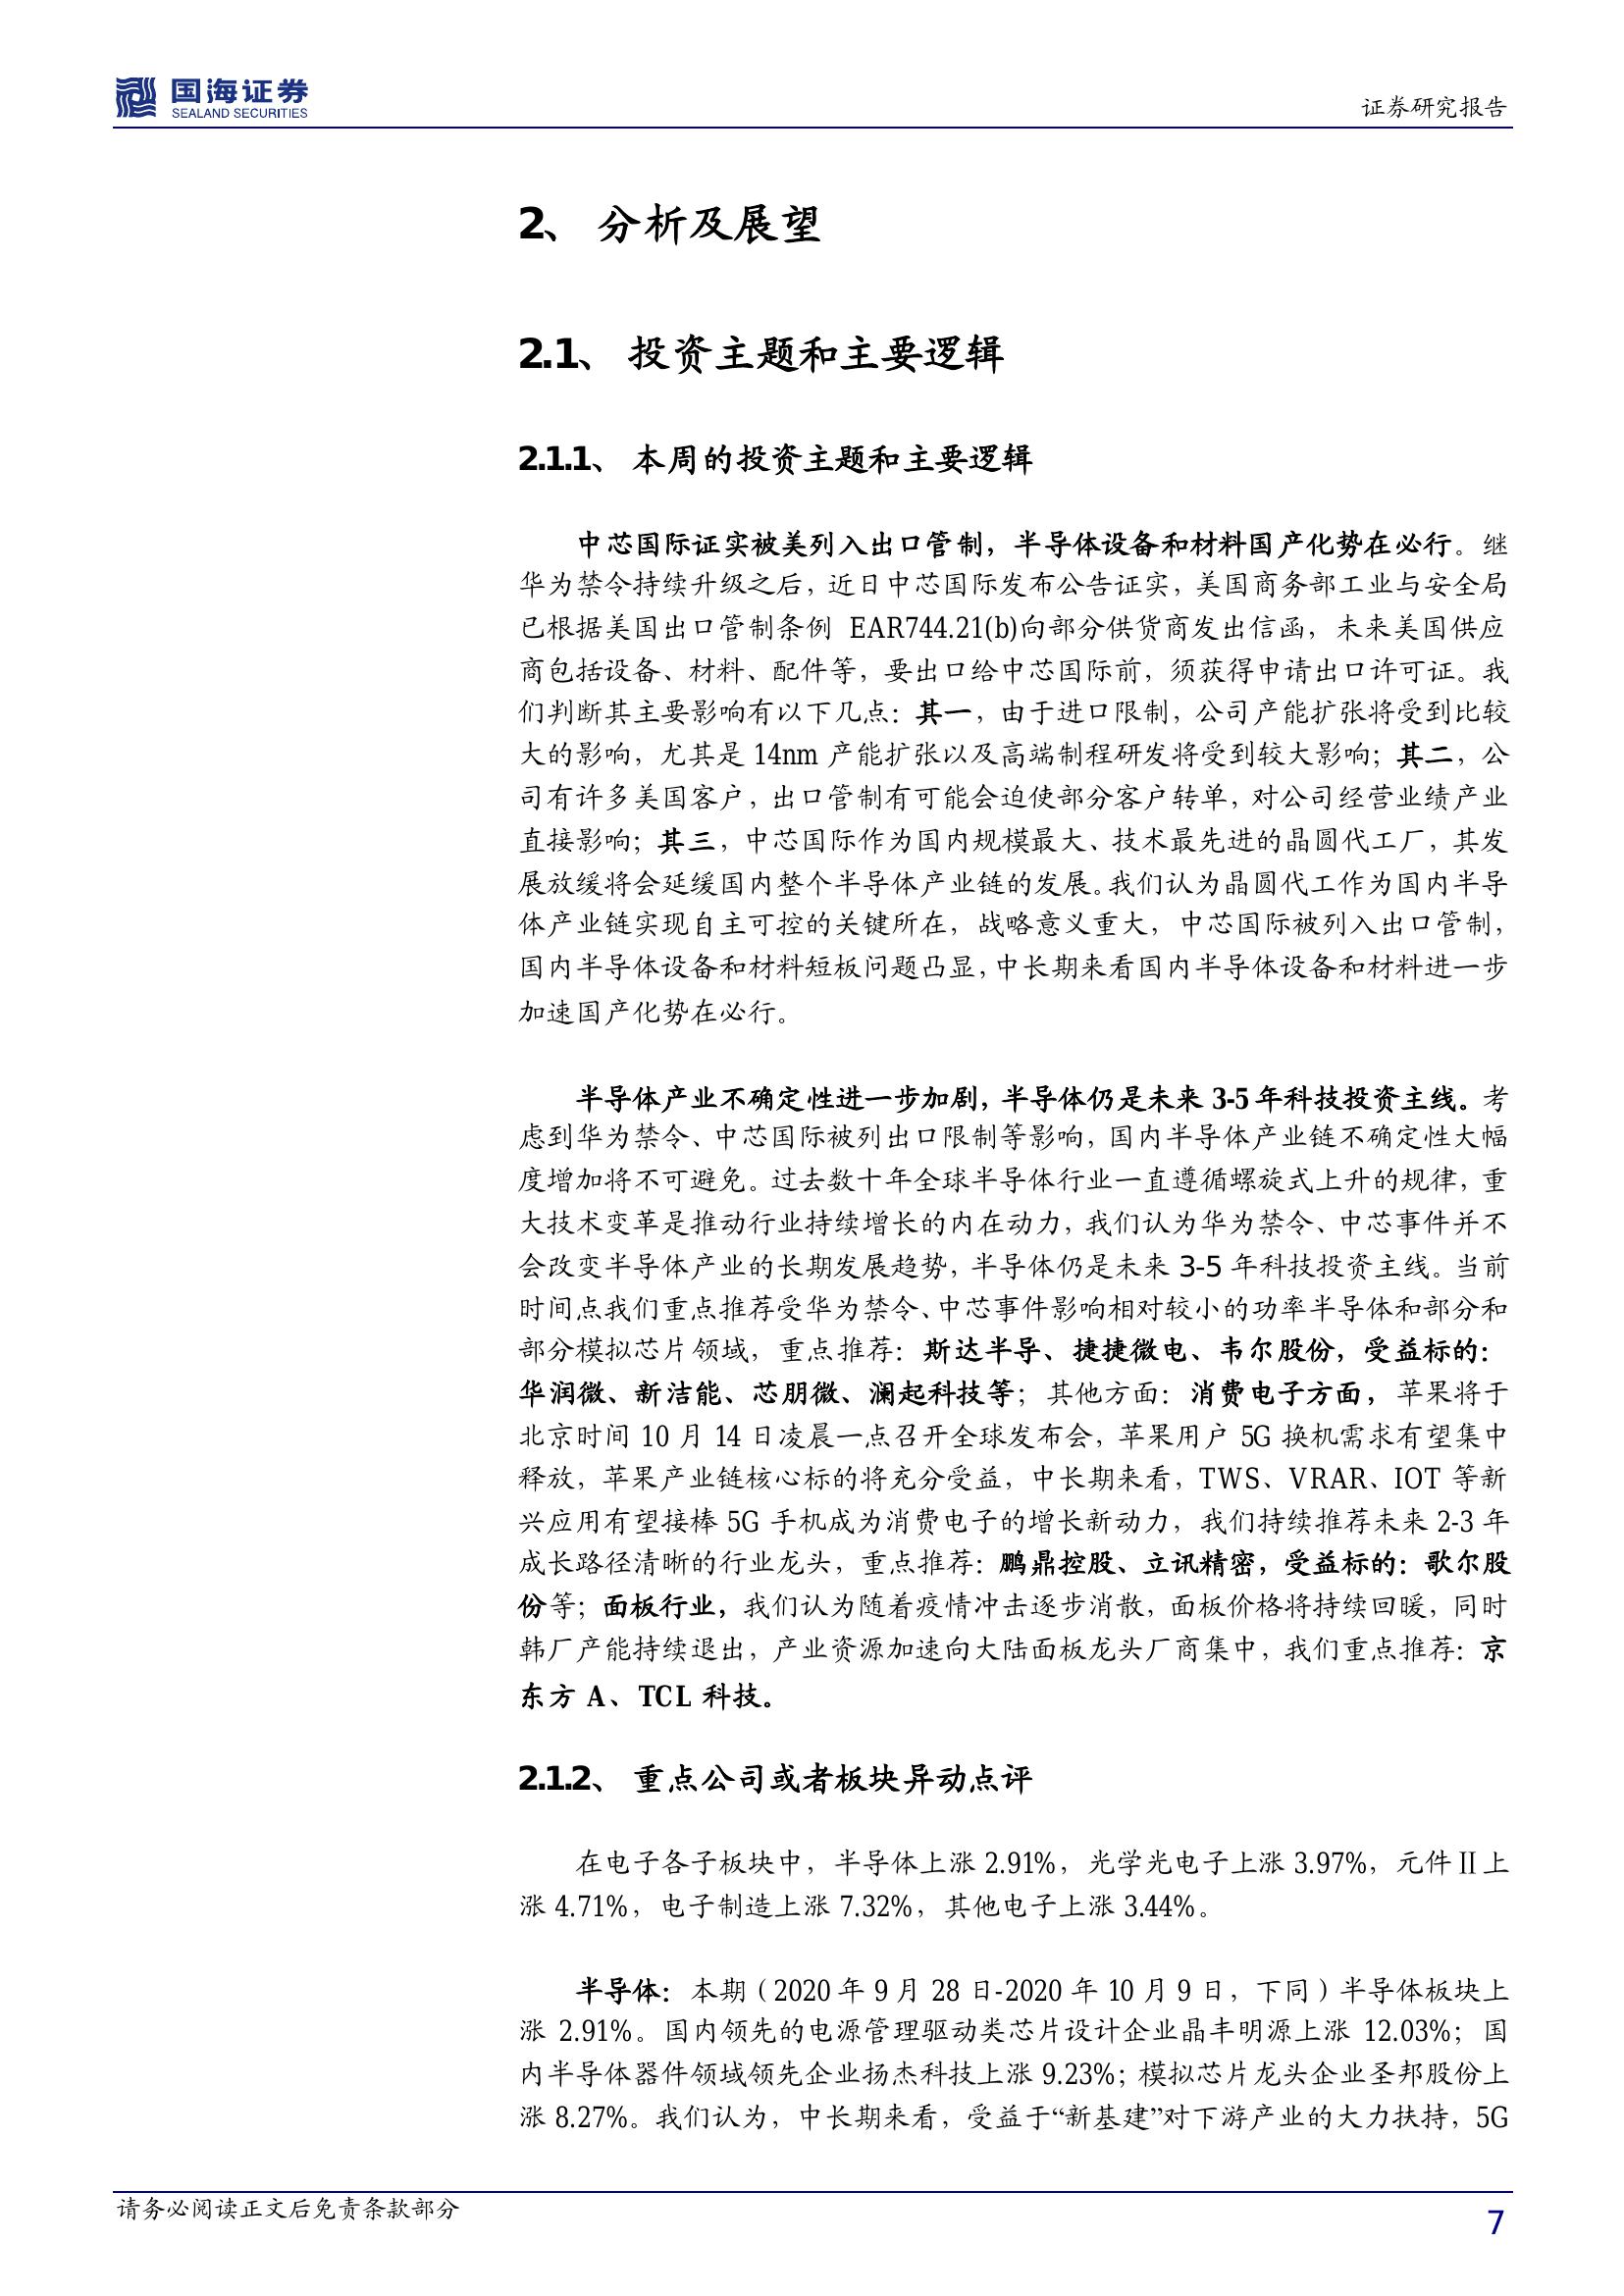 国海证券
SEALAND SECURITIES
证券研究报告
2、 分析及展望
2.1、 投资主题和主要逻辑
2.1.1、 本周的投资主题和主要逻辑
中芯国际证实被美列入出口管制，半导体设备和材料国产化势在必行。继
华为禁令持续升级之后，近日中芯国际发布公告证实，美国商务部工业与安全局
已根据美国出口管制条例 EAR744.21(b)向部分供货商发出信函，未来美国供应
商包括设备、材料、配件等，要出口给中芯国际前，须获得申请出口许可证。我
们判断其主要影响有以下几点：其一，由于进口限制，公司产能扩张将受到比较
大的影响，尤其是 14nm 产能扩张以及高端制程研发将受到较大影响；其二，公
司有许多美国客户，出口管制有可能会迫使部分客户转单，对公司经营业绩产业
直接影响；其三，中芯国际作为国内规模最大、技术最先进的晶圆代工厂，其发
展放缓将会延缓国内整个半导体产业链的发展。我们认为晶圆代工作为国内半导
体产业链实现自主可控的关键所在，战略意义重大，中芯国际被列入出口管制，
国内半导体设备和材料短板问题凸显，中长期来看国内半导体设备和材料进一步
加速国产化势在必行。
半导体产业不确定性进一步加剧，半导体仍是未来 3-5 年科技投资主线。考
虑到华为禁令、中芯国际被列出口限制等影响，国内半导体产业链不确定性大幅
度增加将不可避免。过去数十年全球半导体行业一直遵循螺旋式上升的规律，重
大技术变革是推动行业持续增长的内在动力，我们认为华为禁令、中芯事件并不
会改变半导体产业的长期发展趋势，半导体仍是未来 3-5 年科技投资主线。当前
时间点我们重点推荐受华为禁令、中芯事件影响相对较小的功率半导体和部分和
部分模拟芯片领域，重点推荐：斯达半导、捷捷微电、韦尔股份，受益标的：
华润微、新洁能、芯朋微、澜起科技等；其他方面：消费电子方面，苹果将于
北京时间 10 月 14 日凌晨一点召开全球发布会，苹果用户 5G 换机需求有望集中
释放，苹果产业链核心标的将充分受益，中长期来看，TWS、VRAR、IOT 等新
兴应用有望接棒 5G 手机成为消费电子的增长新动力，我们持续推荐未来 2-3 年
成长路径清晰的行业龙头，重点推荐：鹏鼎控股、立讯精密，受益标的：歌尔股
份等；面板行业，我们认为随着疫情冲击逐步消散，面板价格将持续回暖，同时
韩厂产能持续退出，产业资源加速向大陆面板龙头厂商集中，我们重点推荐：京
东方 A、TCL 科技。
2.1.2、 重点公司或者板块异动点评
在电子各子板块中，半导体上涨 2.91%，光学光电子上涨 3.97%，元件Ⅱ上
涨 4.71%，电子制造上涨 7.32%，其他电子上涨 3.44%。
半导体：本期（2020 年 9 月 28 日-2020 年 10 月 9 日，下同）半导体板块上
涨 2.91%。国内领先的电源管理驱动类芯片设计企业晶丰明源上涨 12.03%；国
内半导体器件领域领先企业扬杰科技上涨 9.23%；模拟芯片龙头企业圣邦股份上
涨 8.27%。我们认为，中长期来看，受益于“新基建”对下游产业的大力扶持，5G
请务必阅读正文后免责条款部分
7